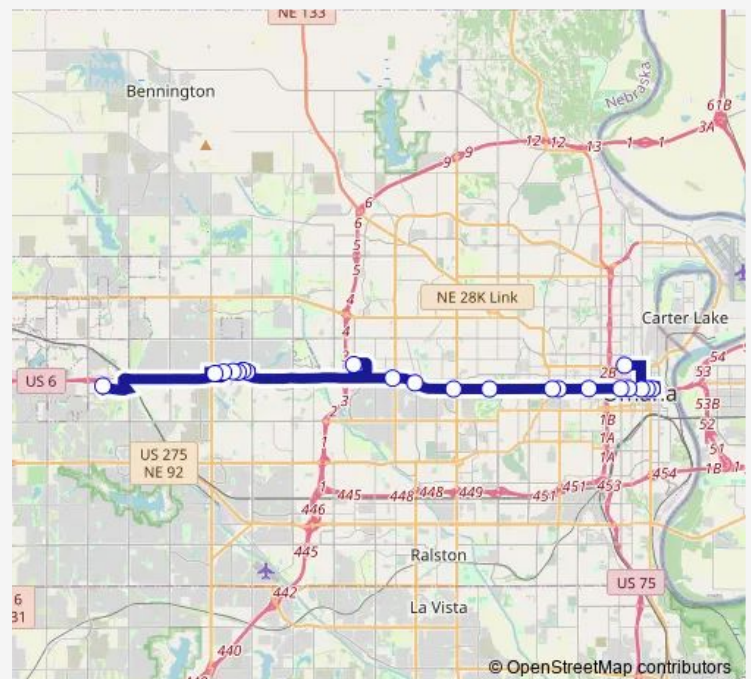 NE 133
Bennington
Nebraska
61B
3A
12
12
13
1
1
9
9
6
6
5
5
4
4
NE 28K Link
Carter Lake
54
US 6
2B
53
3
53B
2
1B
52
US 275
NE 92
1
1A
51
1A
1
454
1B
1
445
448
448
449
451
451
453
446
445
Ralston
US 75
442
La Vista
6
31
440
© OpenStreetMap contributors